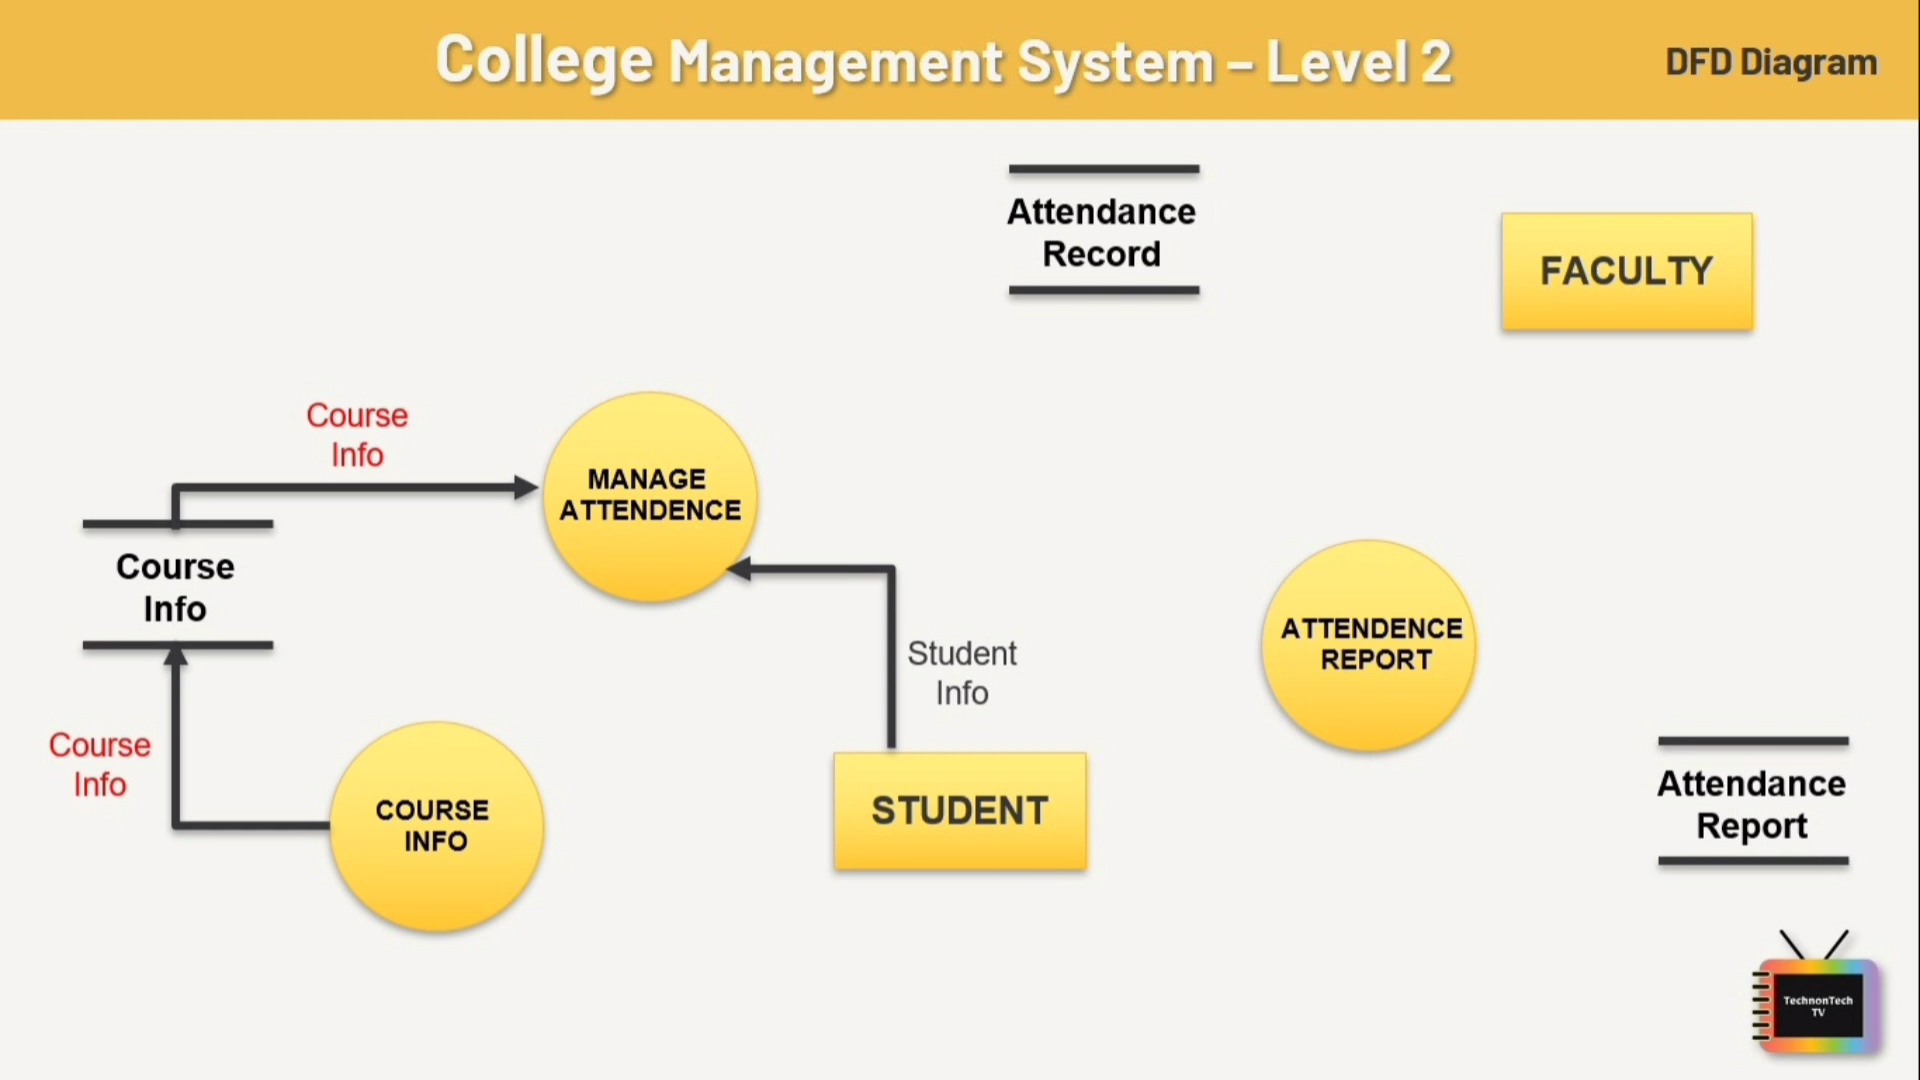 College Management System – Level 2
DFD Diagram
Attendance
Record
FACULTY
Course
Info
MANAGE
ATTENDENCE
Course
Info
Student
Info
ATTENDENCE
REPORT
Course
Info
COURSE
INFO
STUDENT
Attendance
Report
TechnonTech
TV